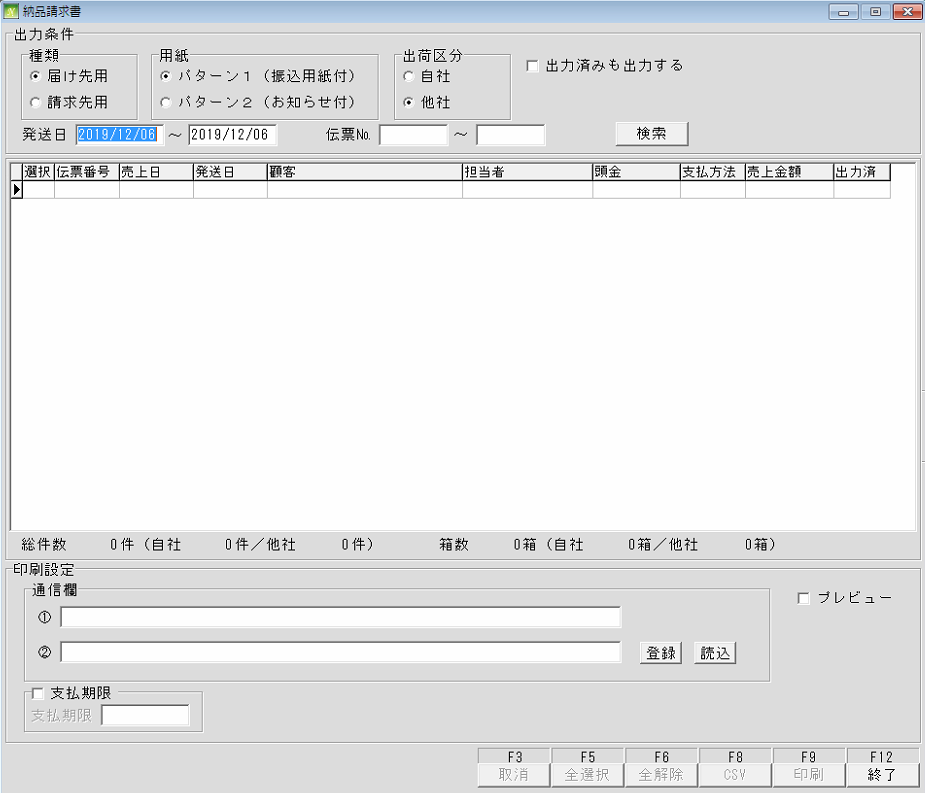 納品請求書
出力条件
種類 用紙 出荷区分
届け先用 パターン1（振込用紙付） 自社 出力済みも出力する
請求先用 パターン2（お知らせ付） 他社
発送日 2019/12/06 ～ 2019/12/06 伝票No. ～ 検索
選択 伝票番号 売上日 発送日 顧客 担当者 頭金 支払方法 売上金額 出力済
総件数 0件（自社 0件／他社 0件） 箱数 0箱（自社 0箱／他社 0箱）
印刷設定
通信欄
プレビュー
①
② 登録 読込
支払期限
支払期限
F3 F5 F6 F8 F9 F12
取消 全選択 全解除 CSV 印刷 終了